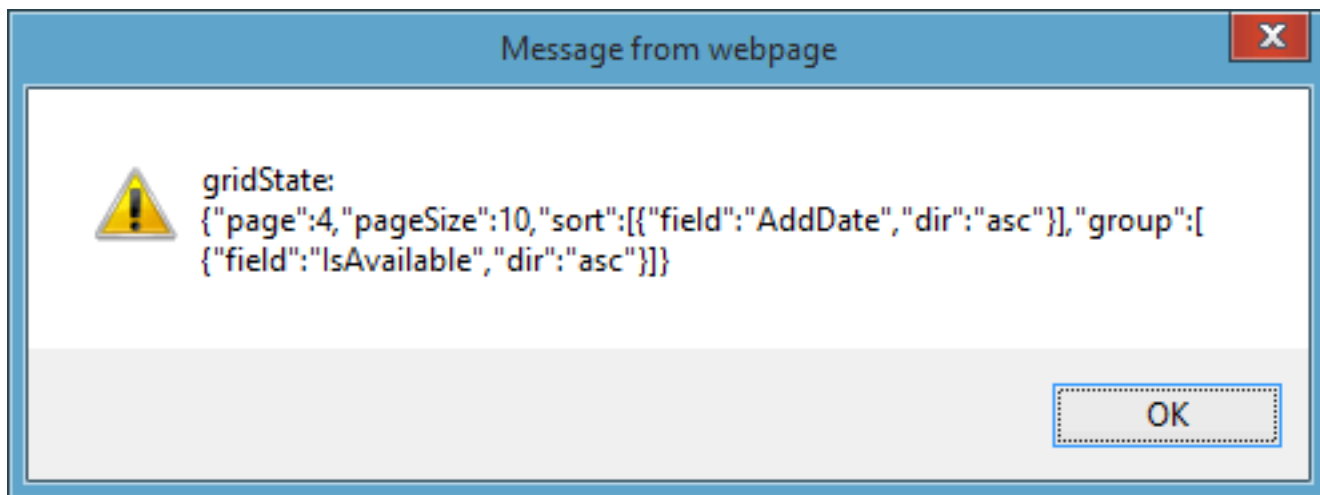 Message from webpage
x
gridState:
{"page":4,"pageSize":10,"sort":[{"field":"AddDate","dir":"asc"}],"group":[
{"field":"IsAvailable","dir":"asc"}]}
OK